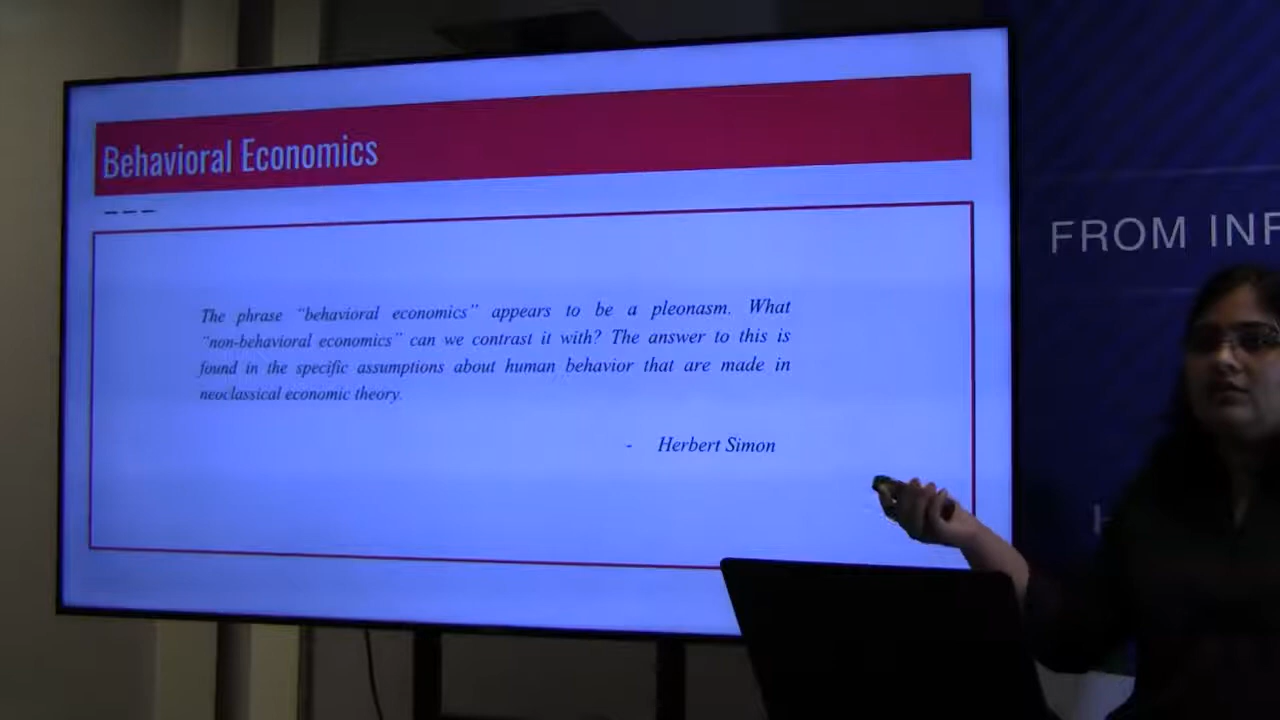 Behavioral Economics
The phrase “behavioral economics” appears to be a pleonasm. What
“non-behavioral economics” can we contrast it with? The answer to this is
found in the specific assumptions about human behavior that are made in
neoclassical economic theory.
- Herbert Simon
FROM